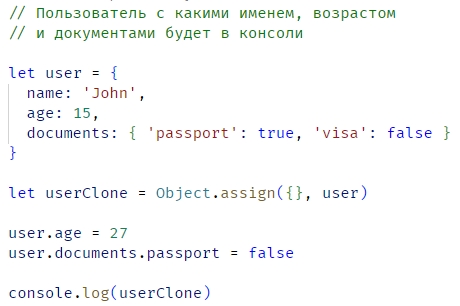 // Пользователь с какими именем, возрастом
// и документами будет в консоли
let user = {
name: 'John',
age: 15,
documents: { 'passport': true, 'visa': false }
}
let userClone = Object.assign({}, user)
user.age = 27
user.documents.passport = false
console.log(userClone)